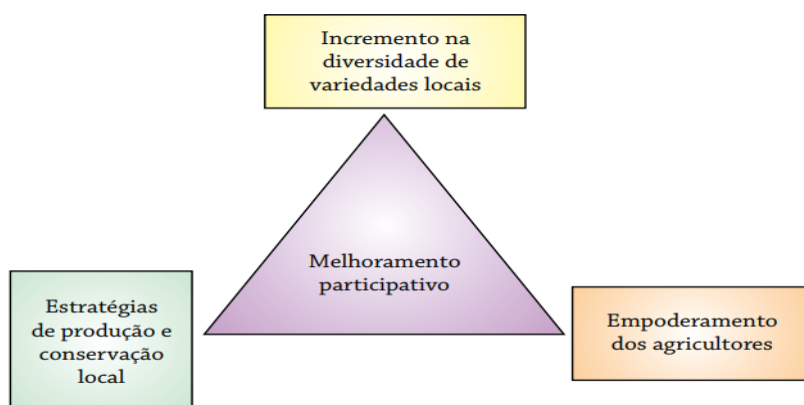 Incremento na
diversidade de
variedades locais
Melhoramento
participativo
Estratégias
de produção e
conservação
local
Empoderamento
dos agricultores